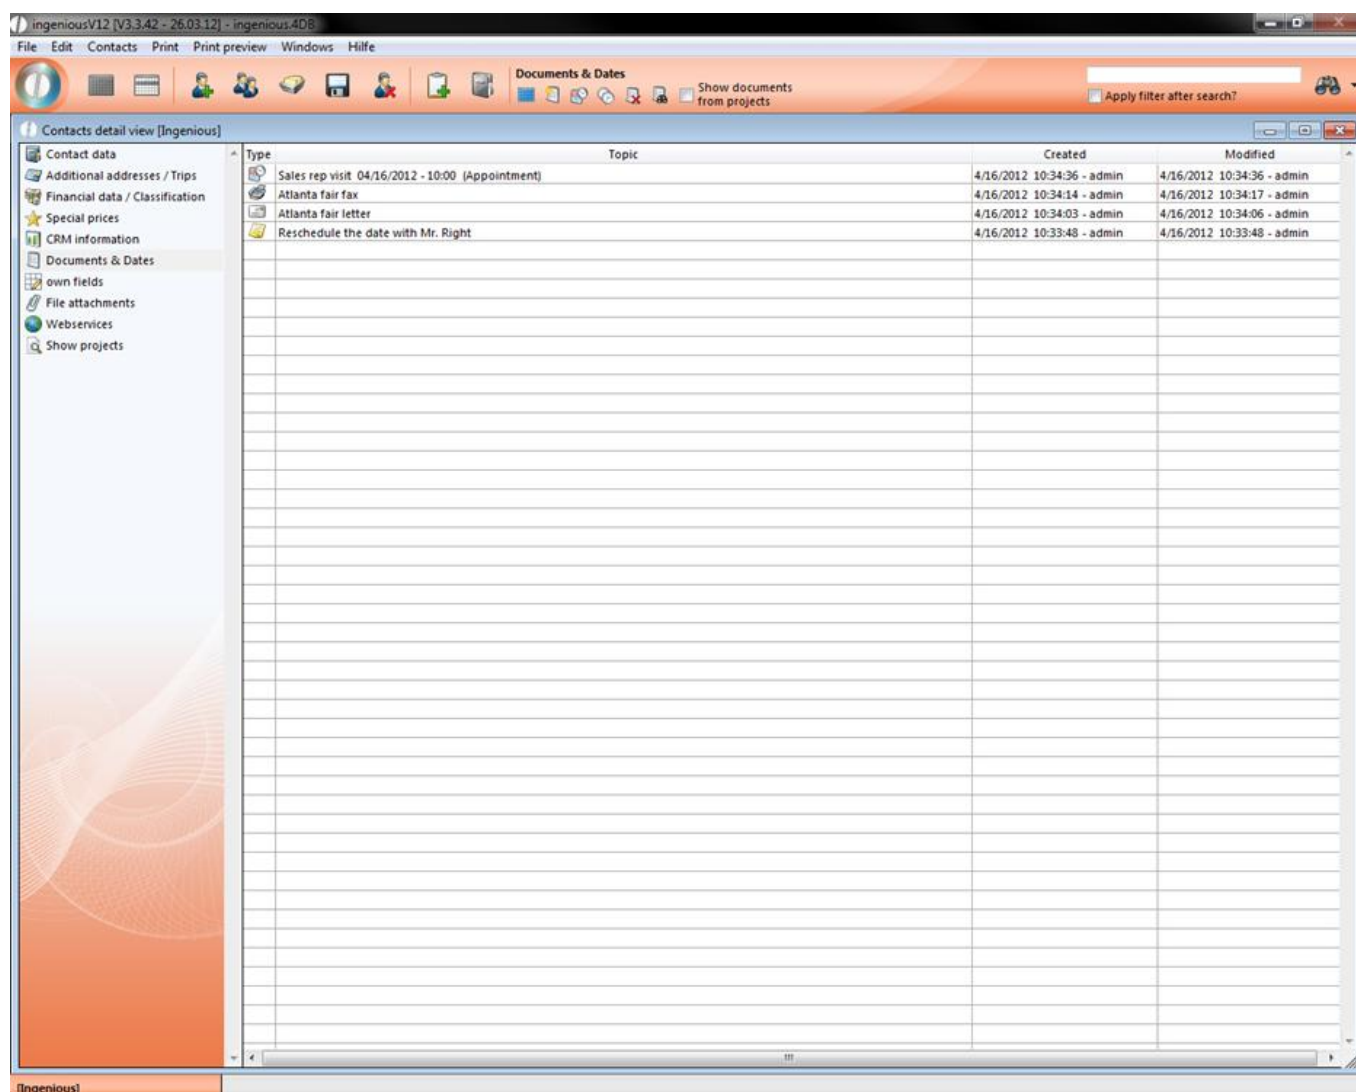 ingeniousV12 [V3.3.42 - 26.03.12] - ingenious.4DB
File Edit Contacts Print Print preview Windows Hilfe
Documents & Dates
Show documents
from projects
Apply filter after search?
Contacts detail view [Ingenious]
Contact data
Additional addresses / Trips
Financial data / Classification
Special prices
CRM information
Documents & Dates
own fields
File attachments
Webservices
Show projects
Type Topic Created Modified
Sales rep visit 04/16/2012 - 10:00 (Appointment) 4/16/2012 10:34:36 - admin 4/16/2012 10:34:36 - admin
Atlanta fair fax 4/16/2012 10:34:14 - admin 4/16/2012 10:34:17 - admin
Atlanta fair letter 4/16/2012 10:34:03 - admin 4/16/2012 10:34:06 - admin
Reschedule the date with Mr. Right 4/16/2012 10:33:48 - admin 4/16/2012 10:33:48 - admin
[Ingenious]